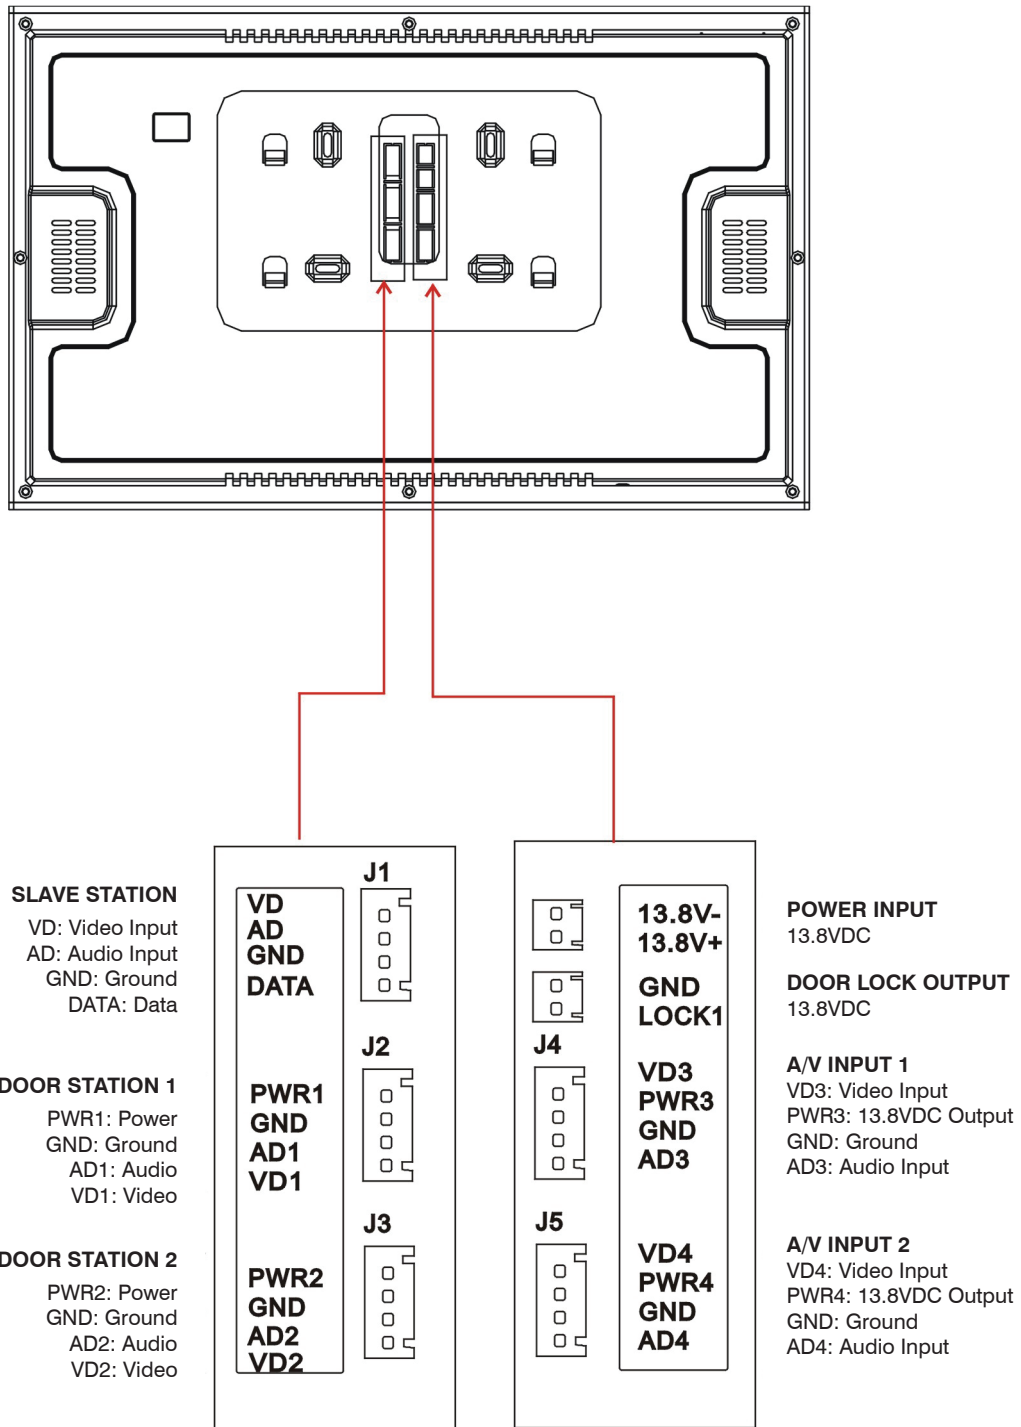 SLAVE STATION
VD: Video Input
AD: Audio Input
GND: Ground
DATA: Data
DOOR STATION 1
PWR1: Power
GND: Ground
AD1: Audio
VD1: Video
DOOR STATION 2
PWR2: Power
GND: Ground
AD2: Audio
VD2: Video
J1
VD
AD
GND
DATA
J2
PWR1
GND
AD1
VD1
J3
PWR2
GND
AD2
VD2
13.8V-
13.8V+
GND
LOCK1
J4
VD3
PWR3
GND
AD3
J5
VD4
PWR4
GND
AD4
POWER INPUT
13.8VDC
DOOR LOCK OUTPUT
13.8VDC
A/V INPUT 1
VD3: Video Input
PWR3: 13.8VDC Output
GND: Ground
AD3: Audio Input
A/V INPUT 2
VD4: Video Input
PWR4: 13.8VDC Output
GND: Ground
AD4: Audio Input